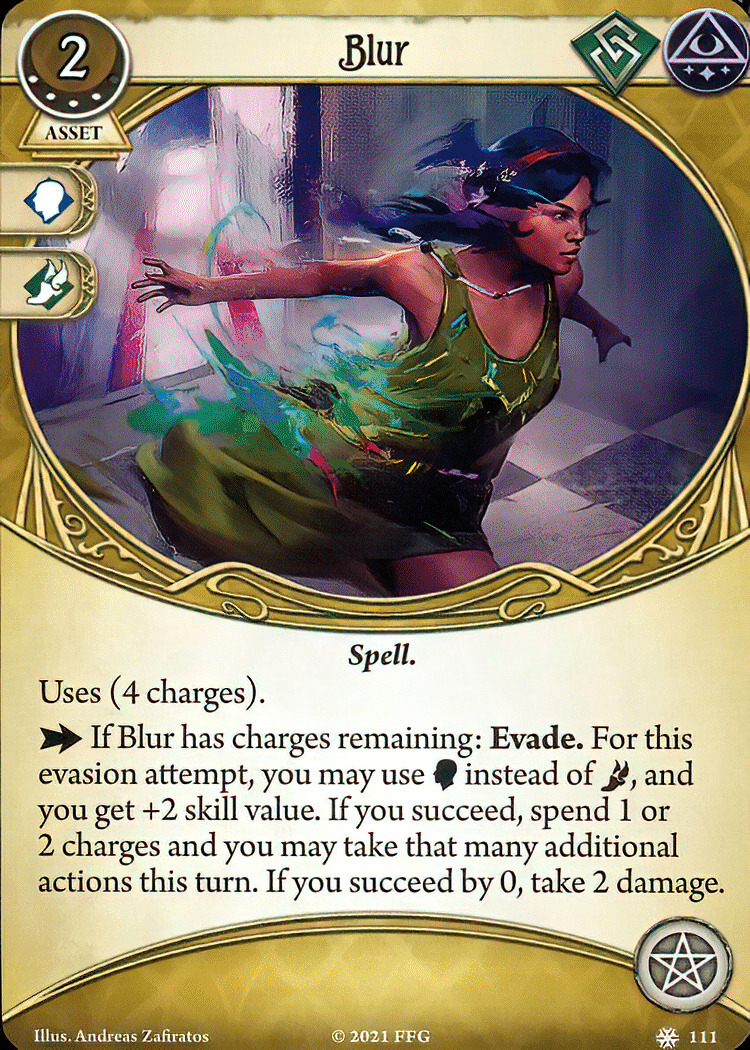 2
Blur
ASSET
Spell.
Uses (4 charges).
If Blur has charges remaining: Evade. For this
evasion attempt, you may use instead of , and
you get +2 skill value. If you succeed, spend 1 or
2 charges and you may take that many additional
actions this turn. If you succeed by 0, take 2 damage.
Illus. Andreas Zafiratos
© 2021 FFG
111